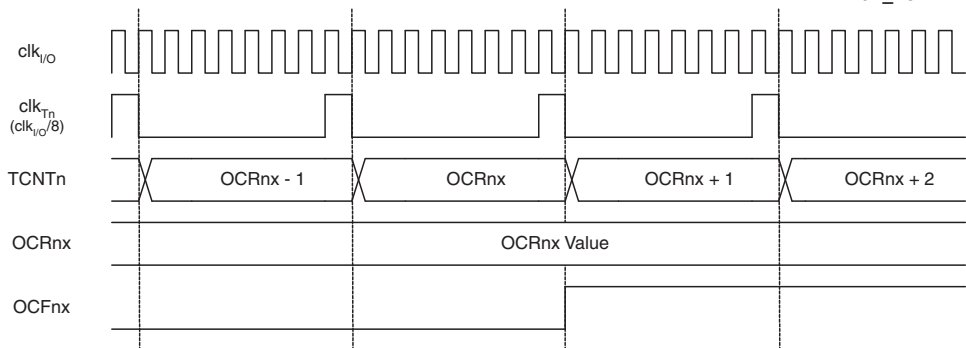 clkI/O
clkTn
(clkI/O/8)
TCNTn OCRnx - 1 OCRnx OCRnx + 1 OCRnx + 2
OCRnx OCRnx Value
OCFnx